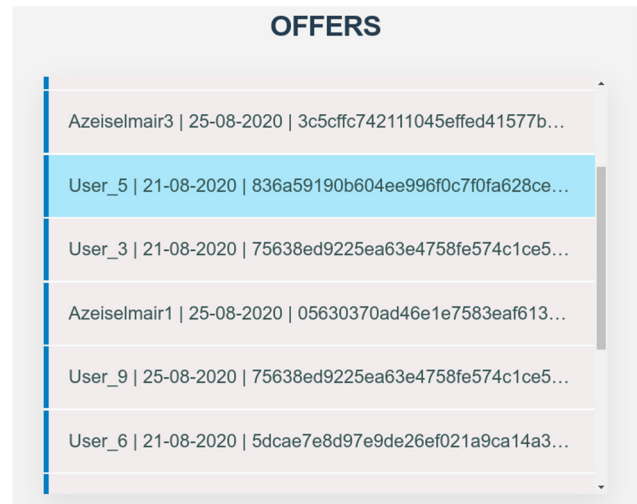 OFFERS
Azeiselmair3 | 25-08-2020 | 3c5cffc742111045effed41577b...
User_5 | 21-08-2020 | 836a59190b604ee996f0c7f0fa628ce...
User_3 | 21-08-2020 | 75638ed9225ea63e4758fe574c1ce5...
Azeiselmair1 | 25-08-2020 | 05630370ad46e1e7583eaf613...
User_9 | 25-08-2020 | 75638ed9225ea63e4758fe574c1ce5...
User_6 | 21-08-2020 | 5dcae7e8d97e9de26ef021a9ca14a3...